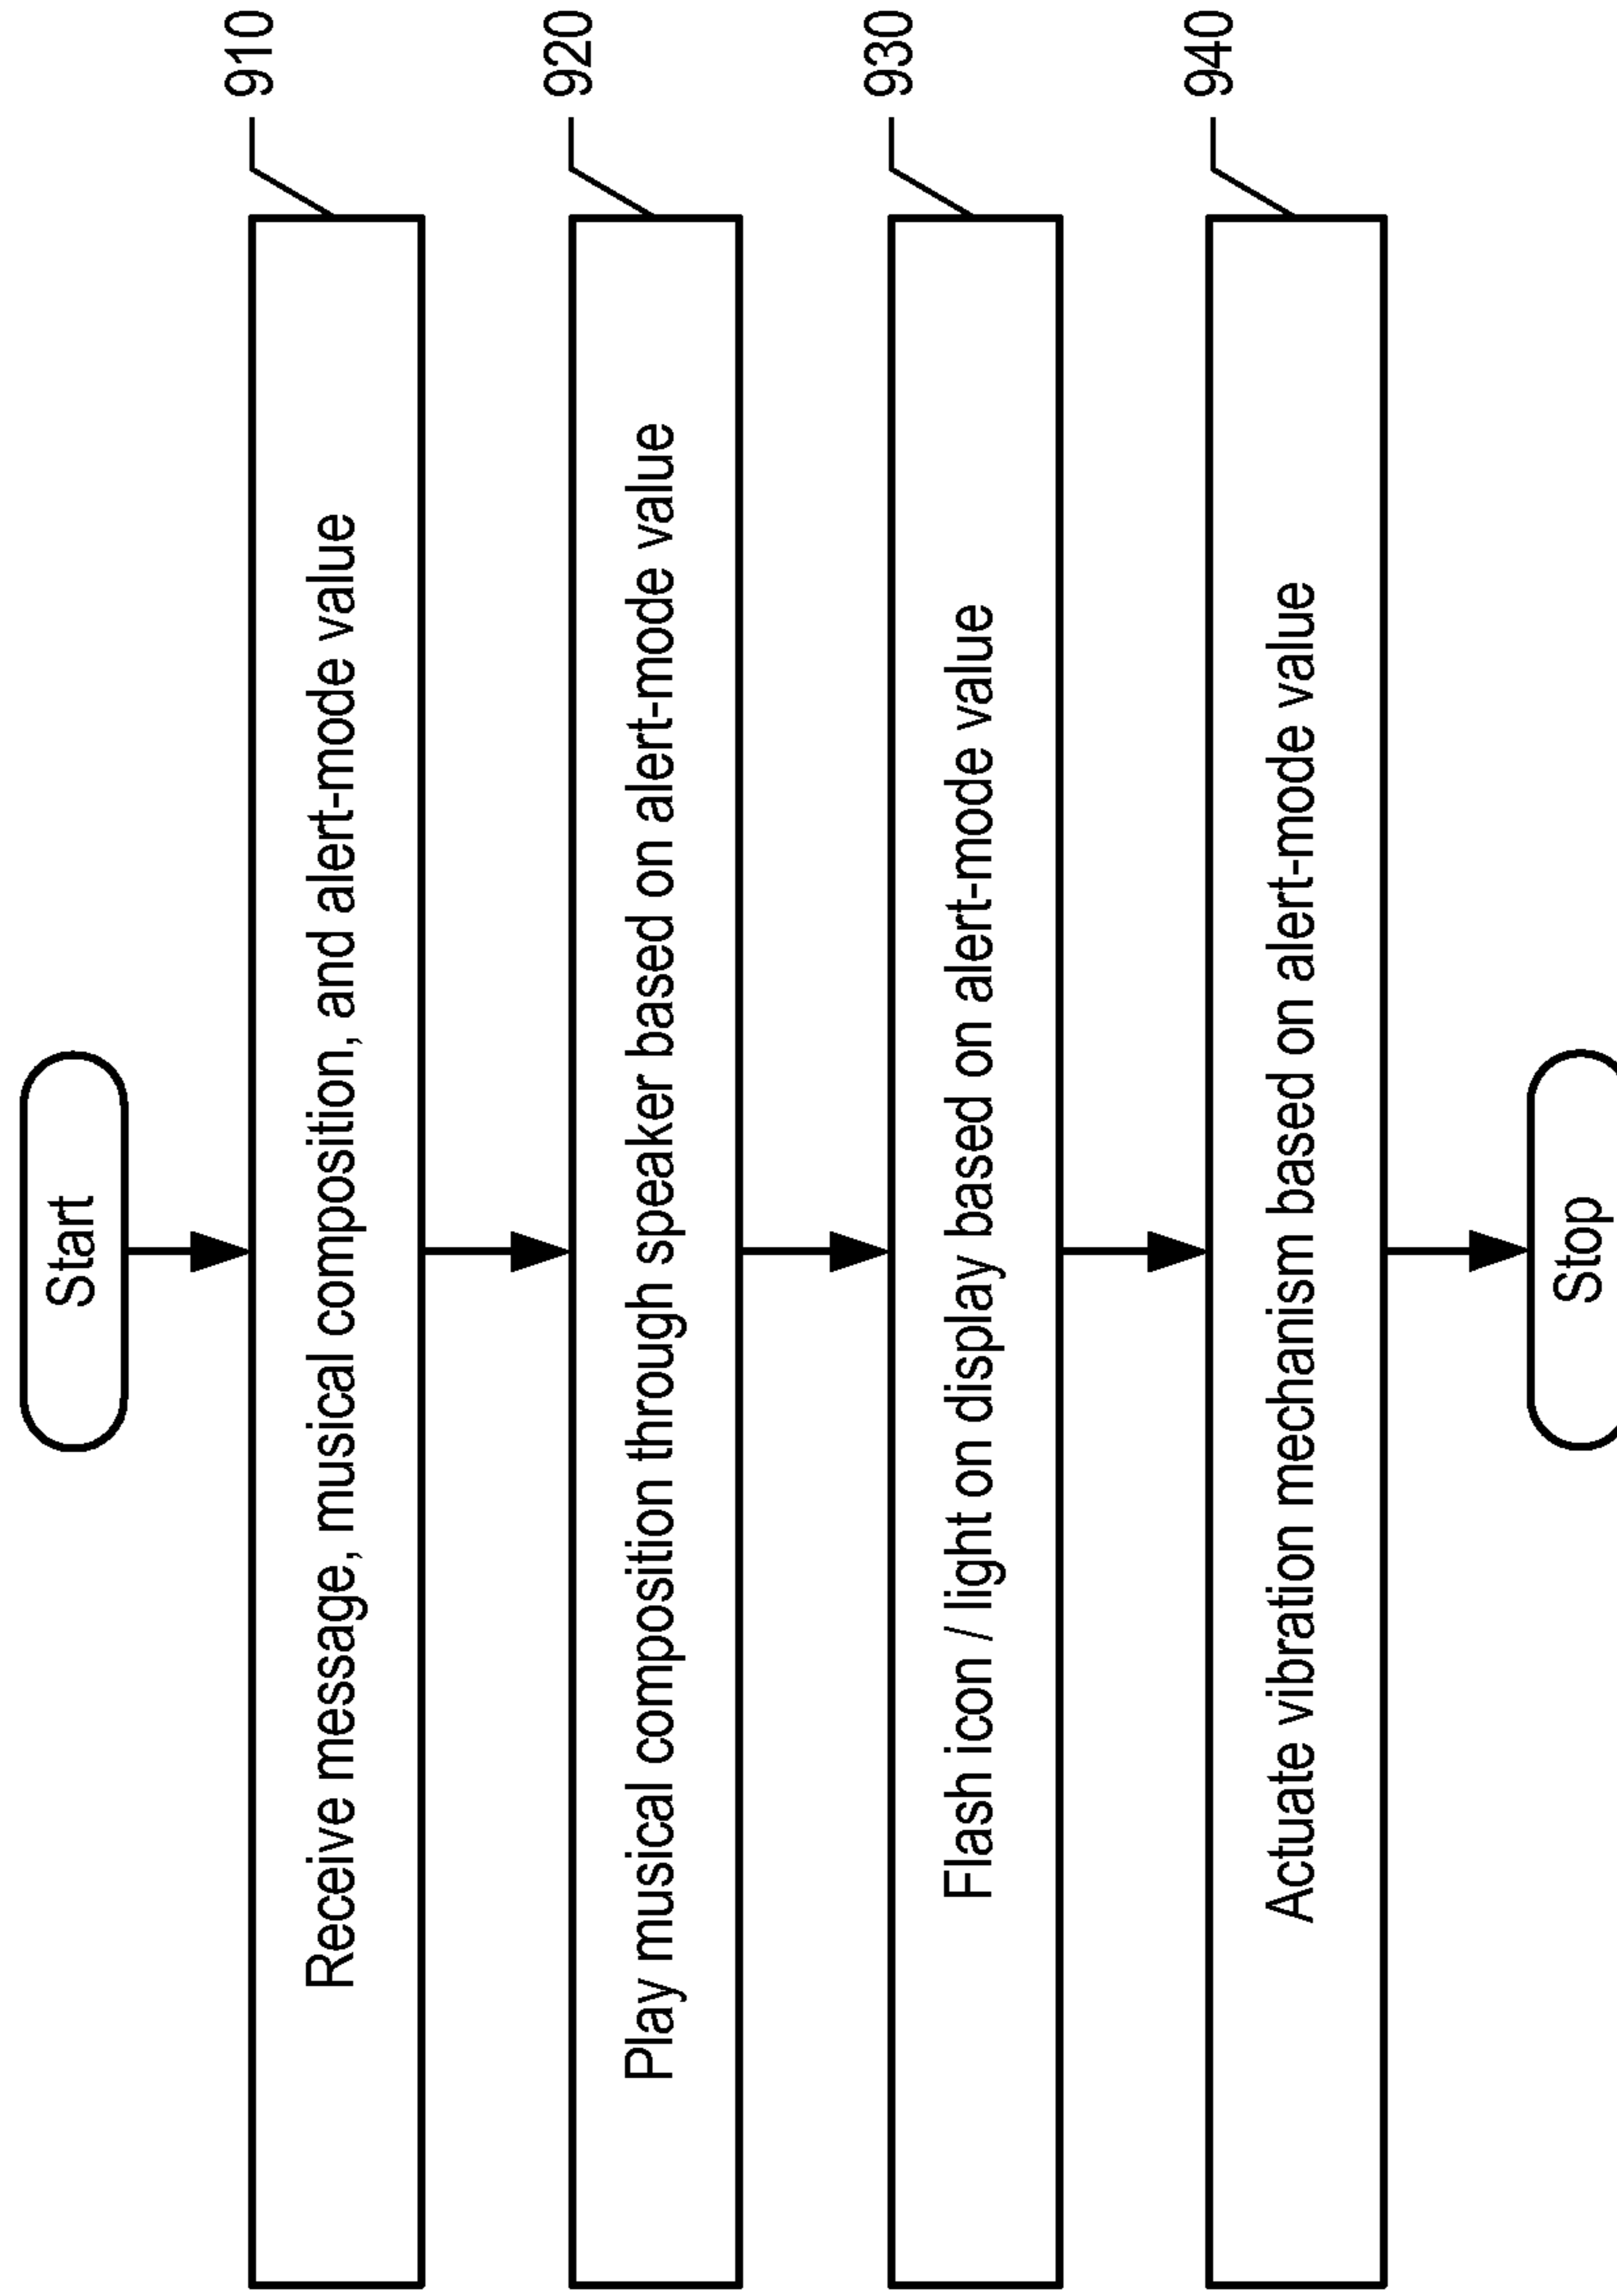 Start
910
Receive message, musical composition, and alert-mode value
920
Play musical composition through speaker based on alert-mode value
930
Flash icon / light on display based on alert-mode value
940
Actuate vibration mechanism based on alert-mode value
Stop